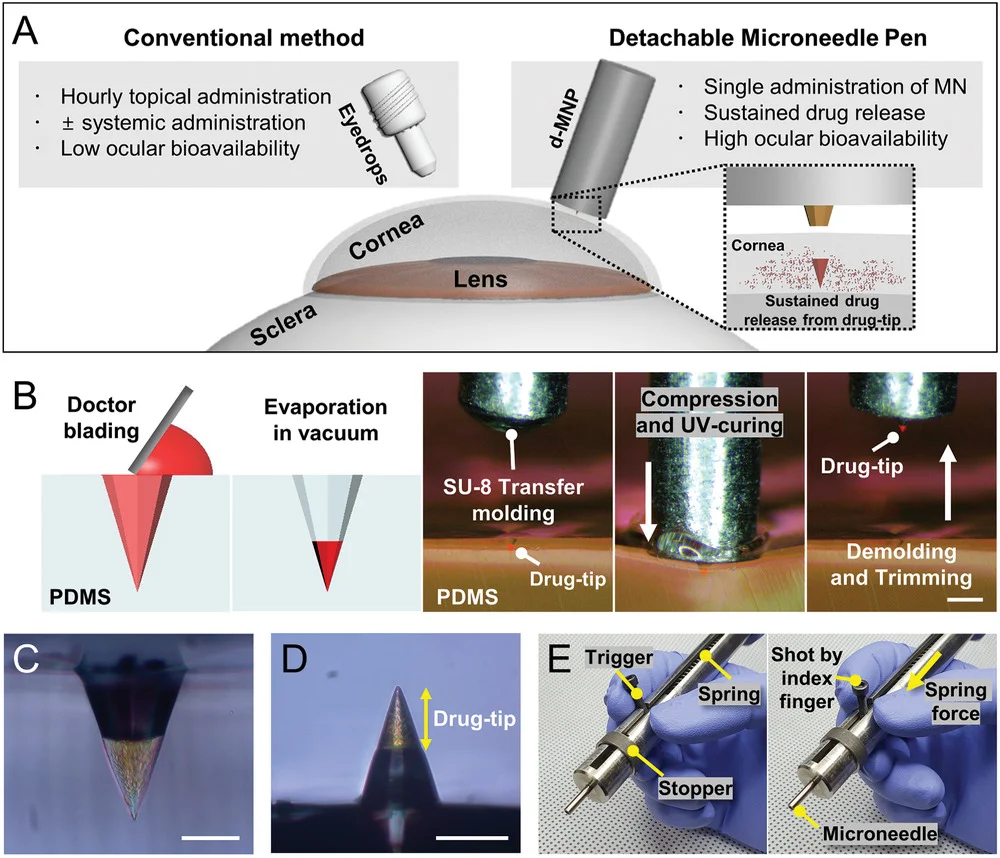 A
Conventional method
· Hourly topical administration
· ± systemic administration
· Low ocular bioavailability
Eyedrops
Detachable Microneedle Pen
d-MNP
· Single administration of MN
· Sustained drug release
· High ocular bioavailability
Cornea
Lens
Sclera
Cornea
Sustained drug
release from drug-tip
B
Doctor
blading
PDMS
Evaporation
in vacuum
SU-8 Transfer
molding
Drug-tip
PDMS
Compression
and UV-curing
Drug-tip
Demolding
and Trimming
C
D
Drug-tip
E
Trigger
Spring
Stopper
Shot by
index
finger
Spring
force
Microneedle